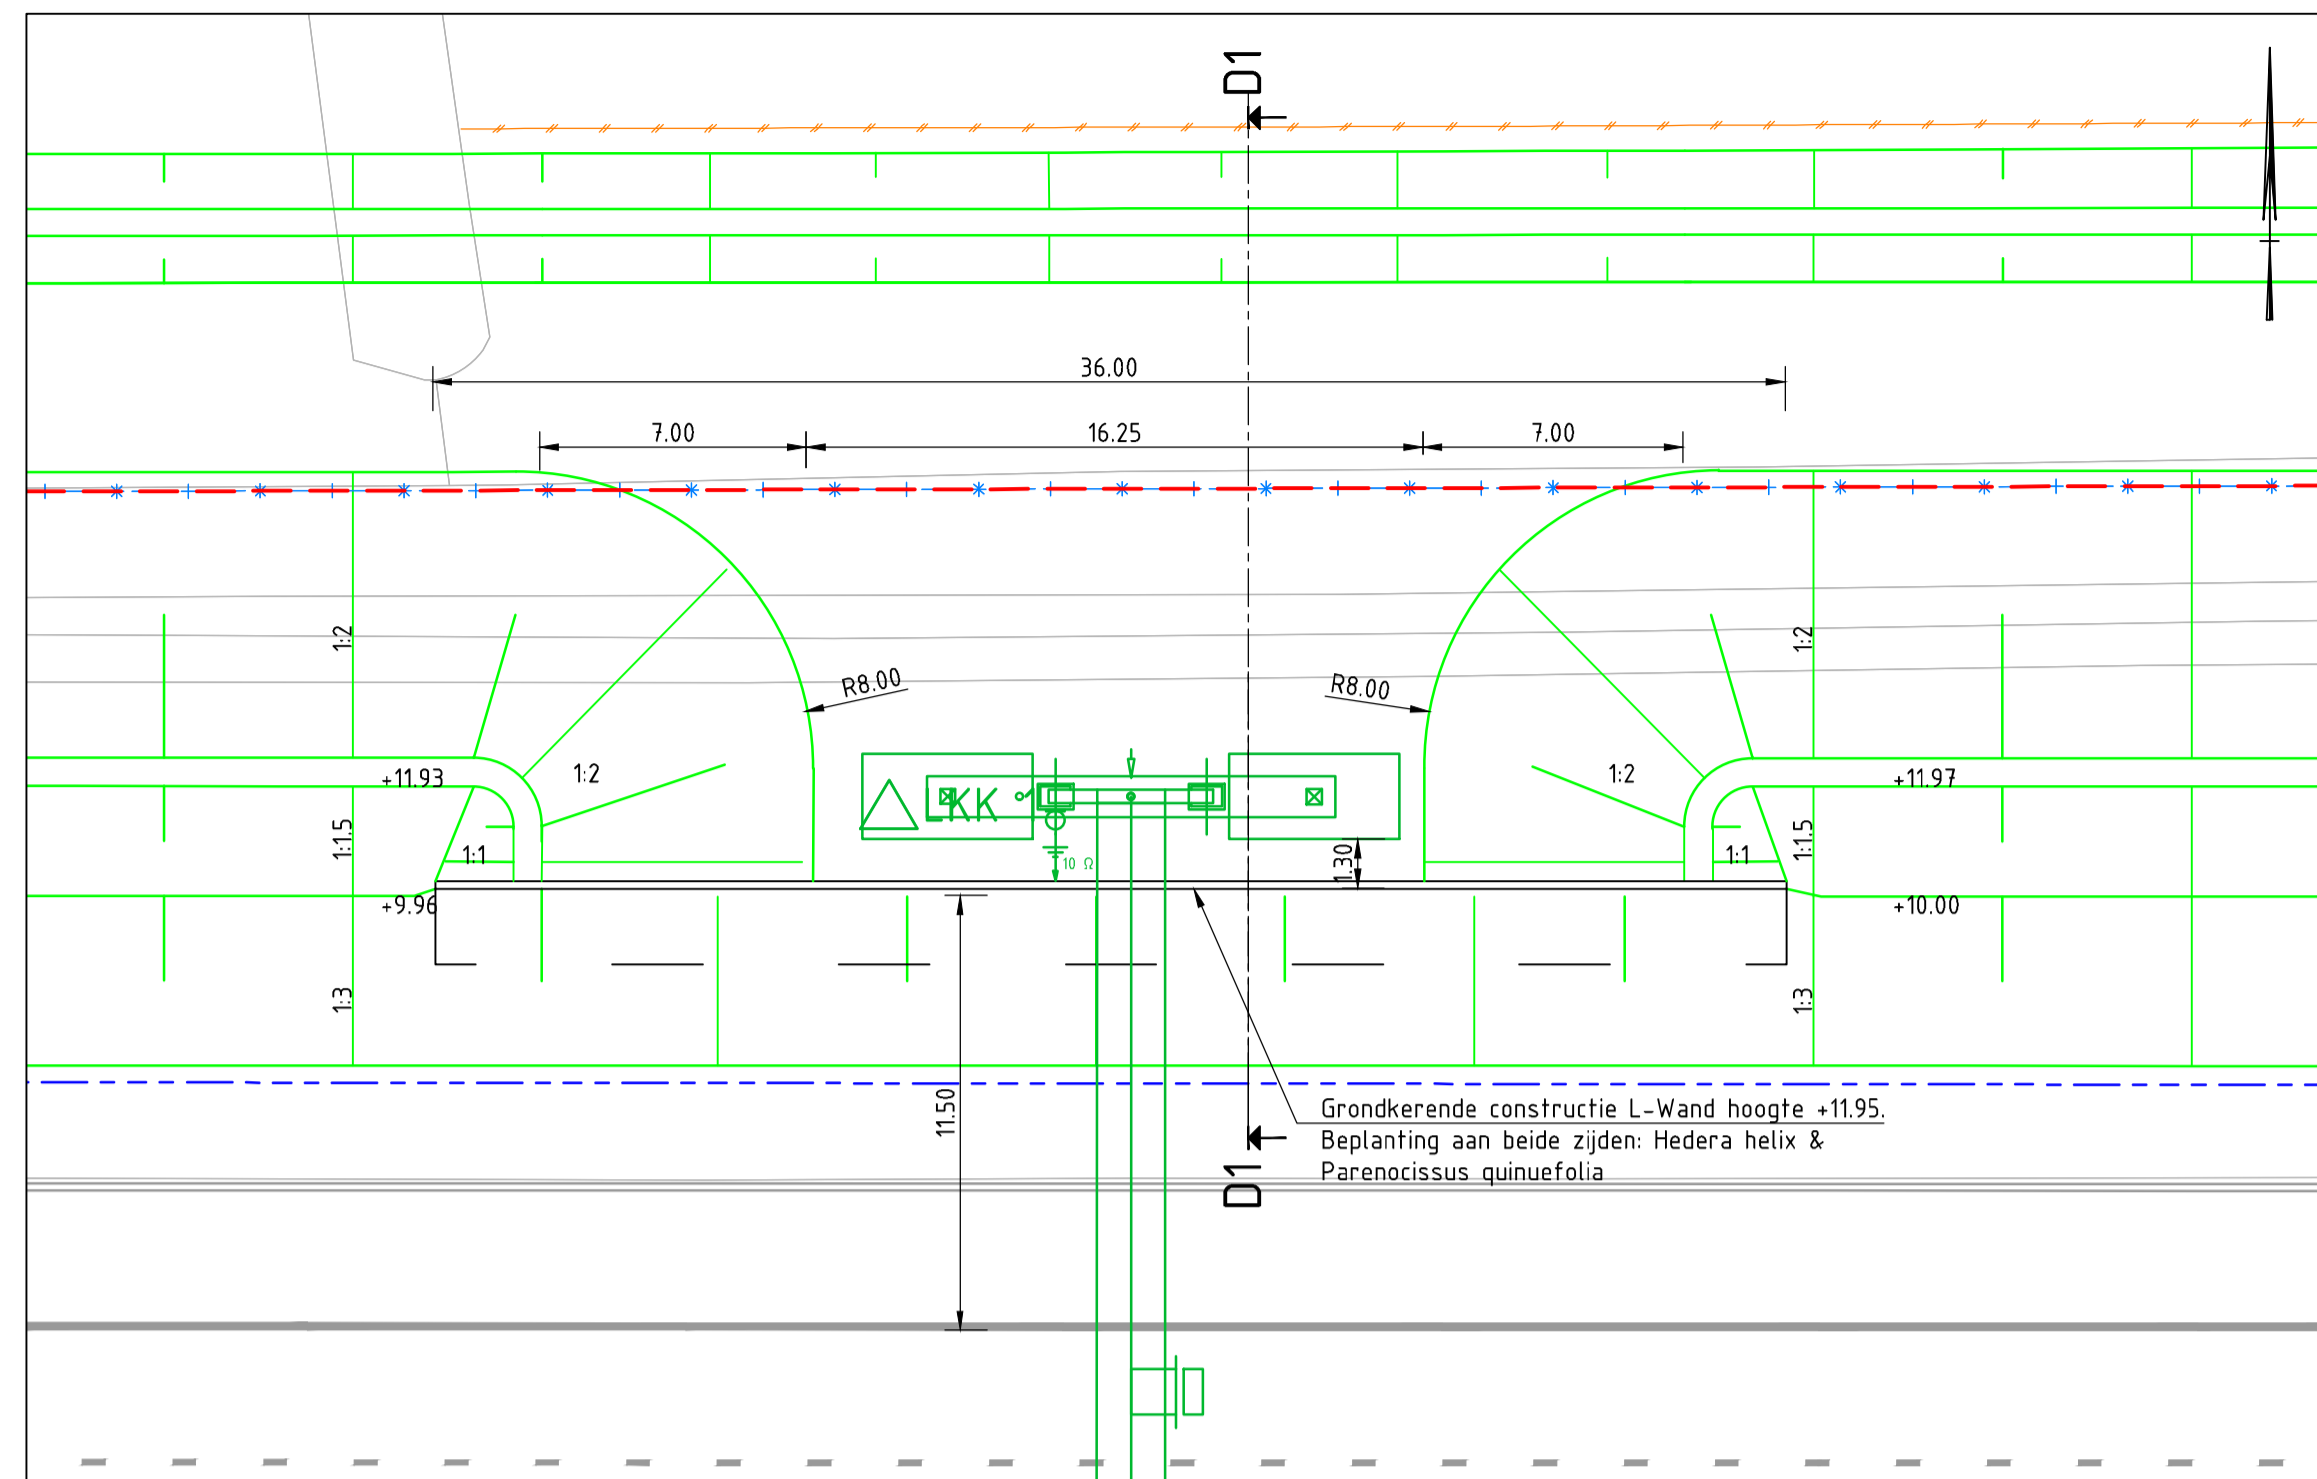 D1
36.00
7.00
16.25
7.00
1:2
1:2
R8.00
R8.00
+11.93
1:2
LKK
1:2
+11.97
1:1.5
1:1
10 Ω
1.30
1:1
1:1.5
+9.96
+10.00
1:3
1:3
11.50
Grondkerende constructie L-Wand hoogte +11.95.
Beplanting aan beide zijden: Hedera helix &
Parenocissus quinuefolia
D1